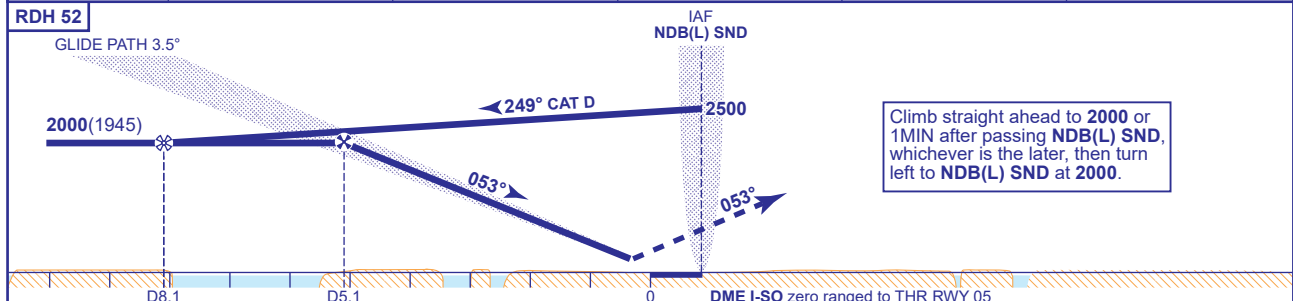 RDH 52
IAF
NDB(L) SND
GLIDE PATH 3.5°
249° CAT D
2500
2000(1945)
Climb straight ahead to 2000 or
1MIN after passing NDB(L) SND,
whichever is the later, then turn
left to NDB(L) SND at 2000.
053°
053°
D8.1
D5.1
0
DME I-SO zero ranged to THR RWY 05